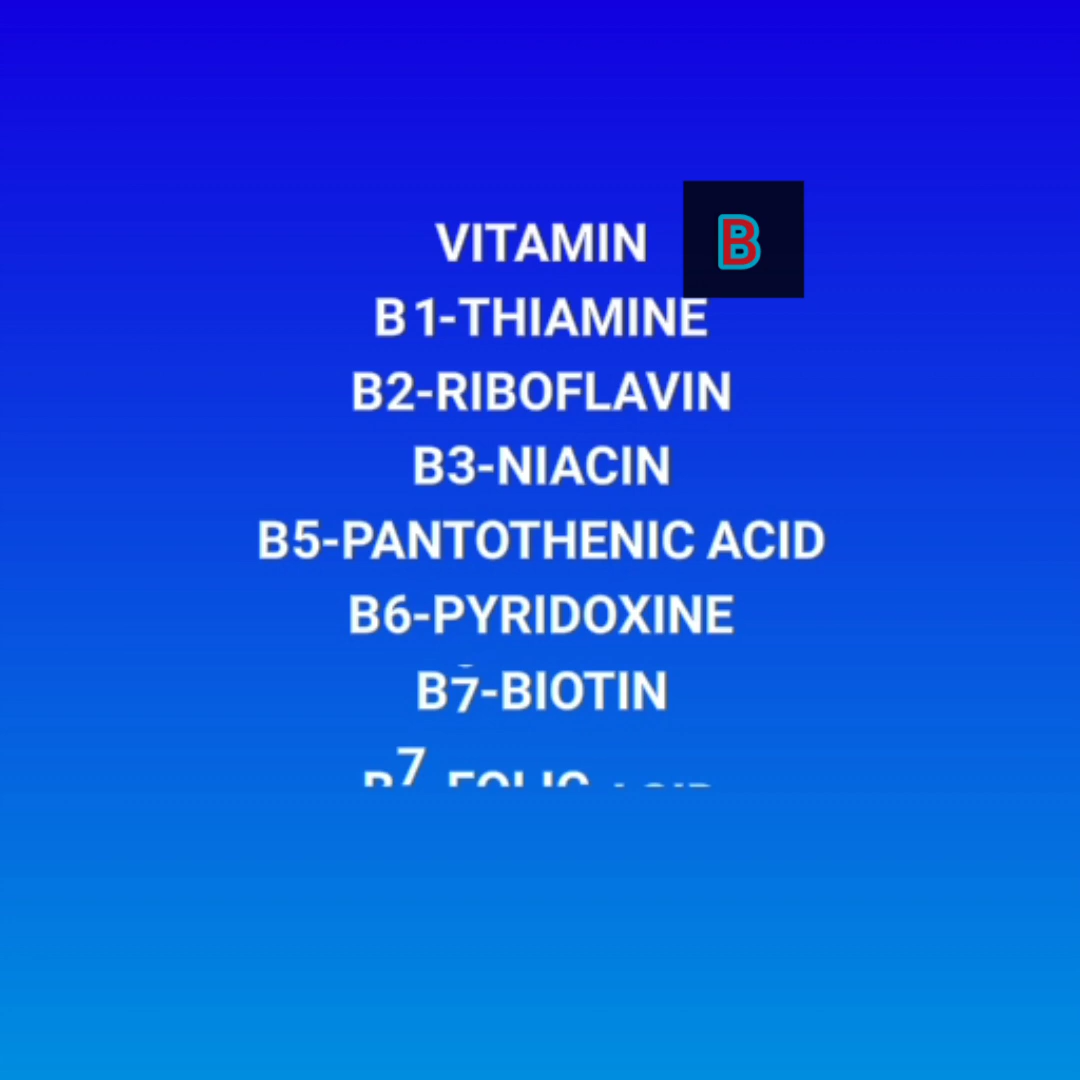 VITAMIN B
B1-THIAMINE
B2-RIBOFLAVIN
B3-NIACIN
B5-PANTOTHENIC ACID
B6-PYRIDOXINE
B7-BIOTIN